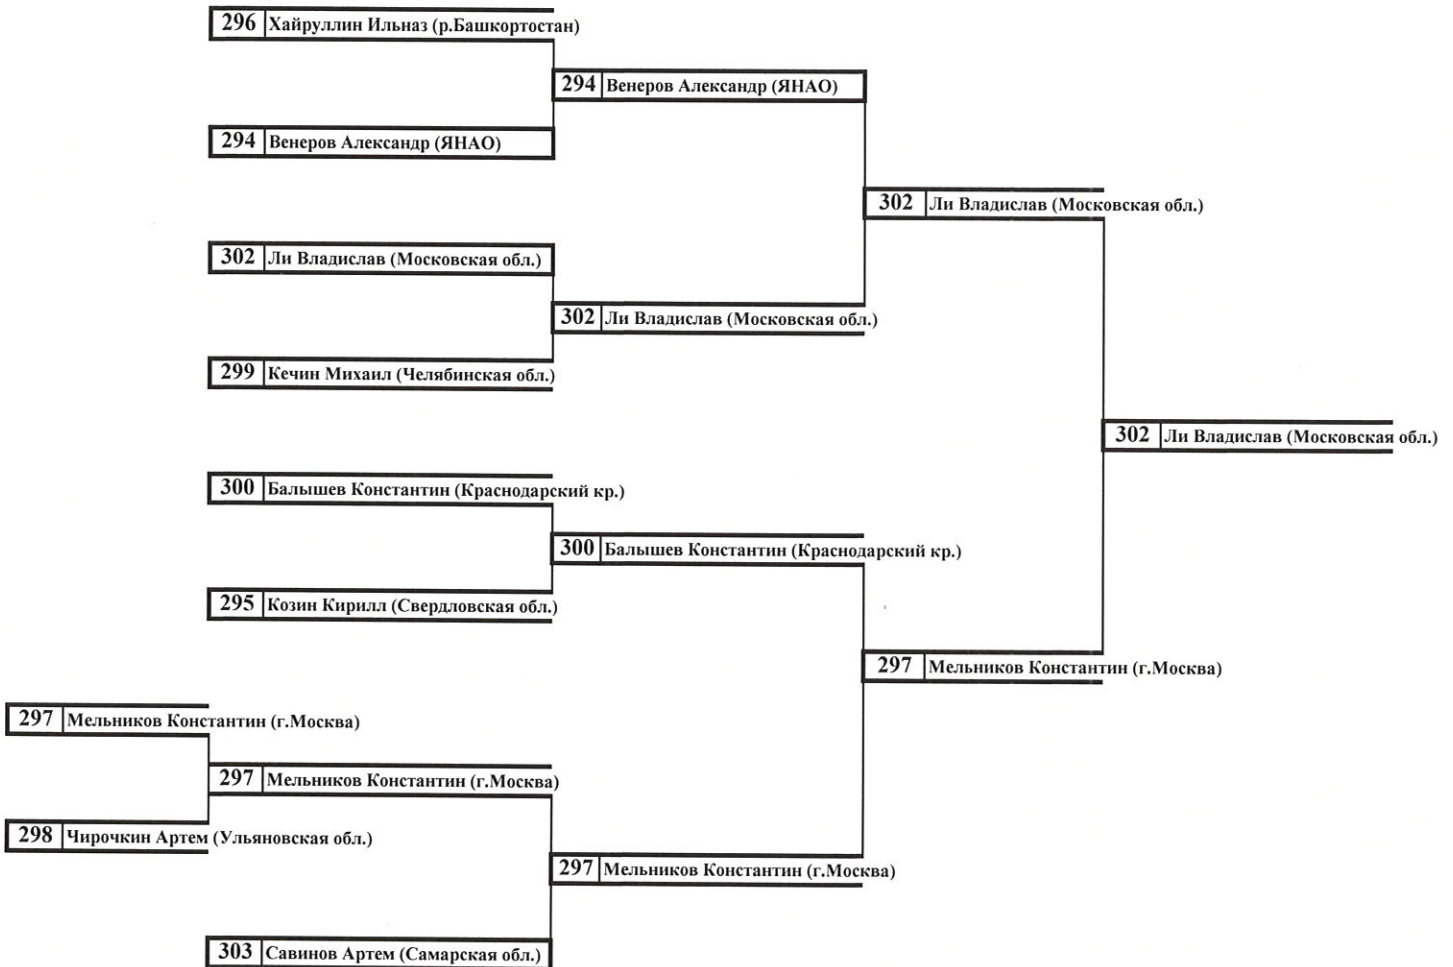 296 Хайруллин Ильназ (р.Башкортостан)
294 Венеров Александр (ЯНАО)
294 Венеров Александр (ЯНАО)
302 Ли Владислав (Московская обл.)
302 Ли Владислав (Московская обл.)
302 Ли Владислав (Московская обл.)
299 Кечин Михаил (Челябинская обл.)
302 Ли Владислав (Московская обл.)
300 Балышев Константин (Краснодарский кр.)
300 Балышев Константин (Краснодарский кр.)
295 Козин Кирилл (Свердловская обл.)
297 Мельников Константин (г.Москва)
297 Мельников Константин (г.Москва)
297 Мельников Константин (г.Москва)
298 Чирочкин Артем (Ульяновская обл.)
297 Мельников Константин (г.Москва)
303 Савинов Артем (Самарская обл.)